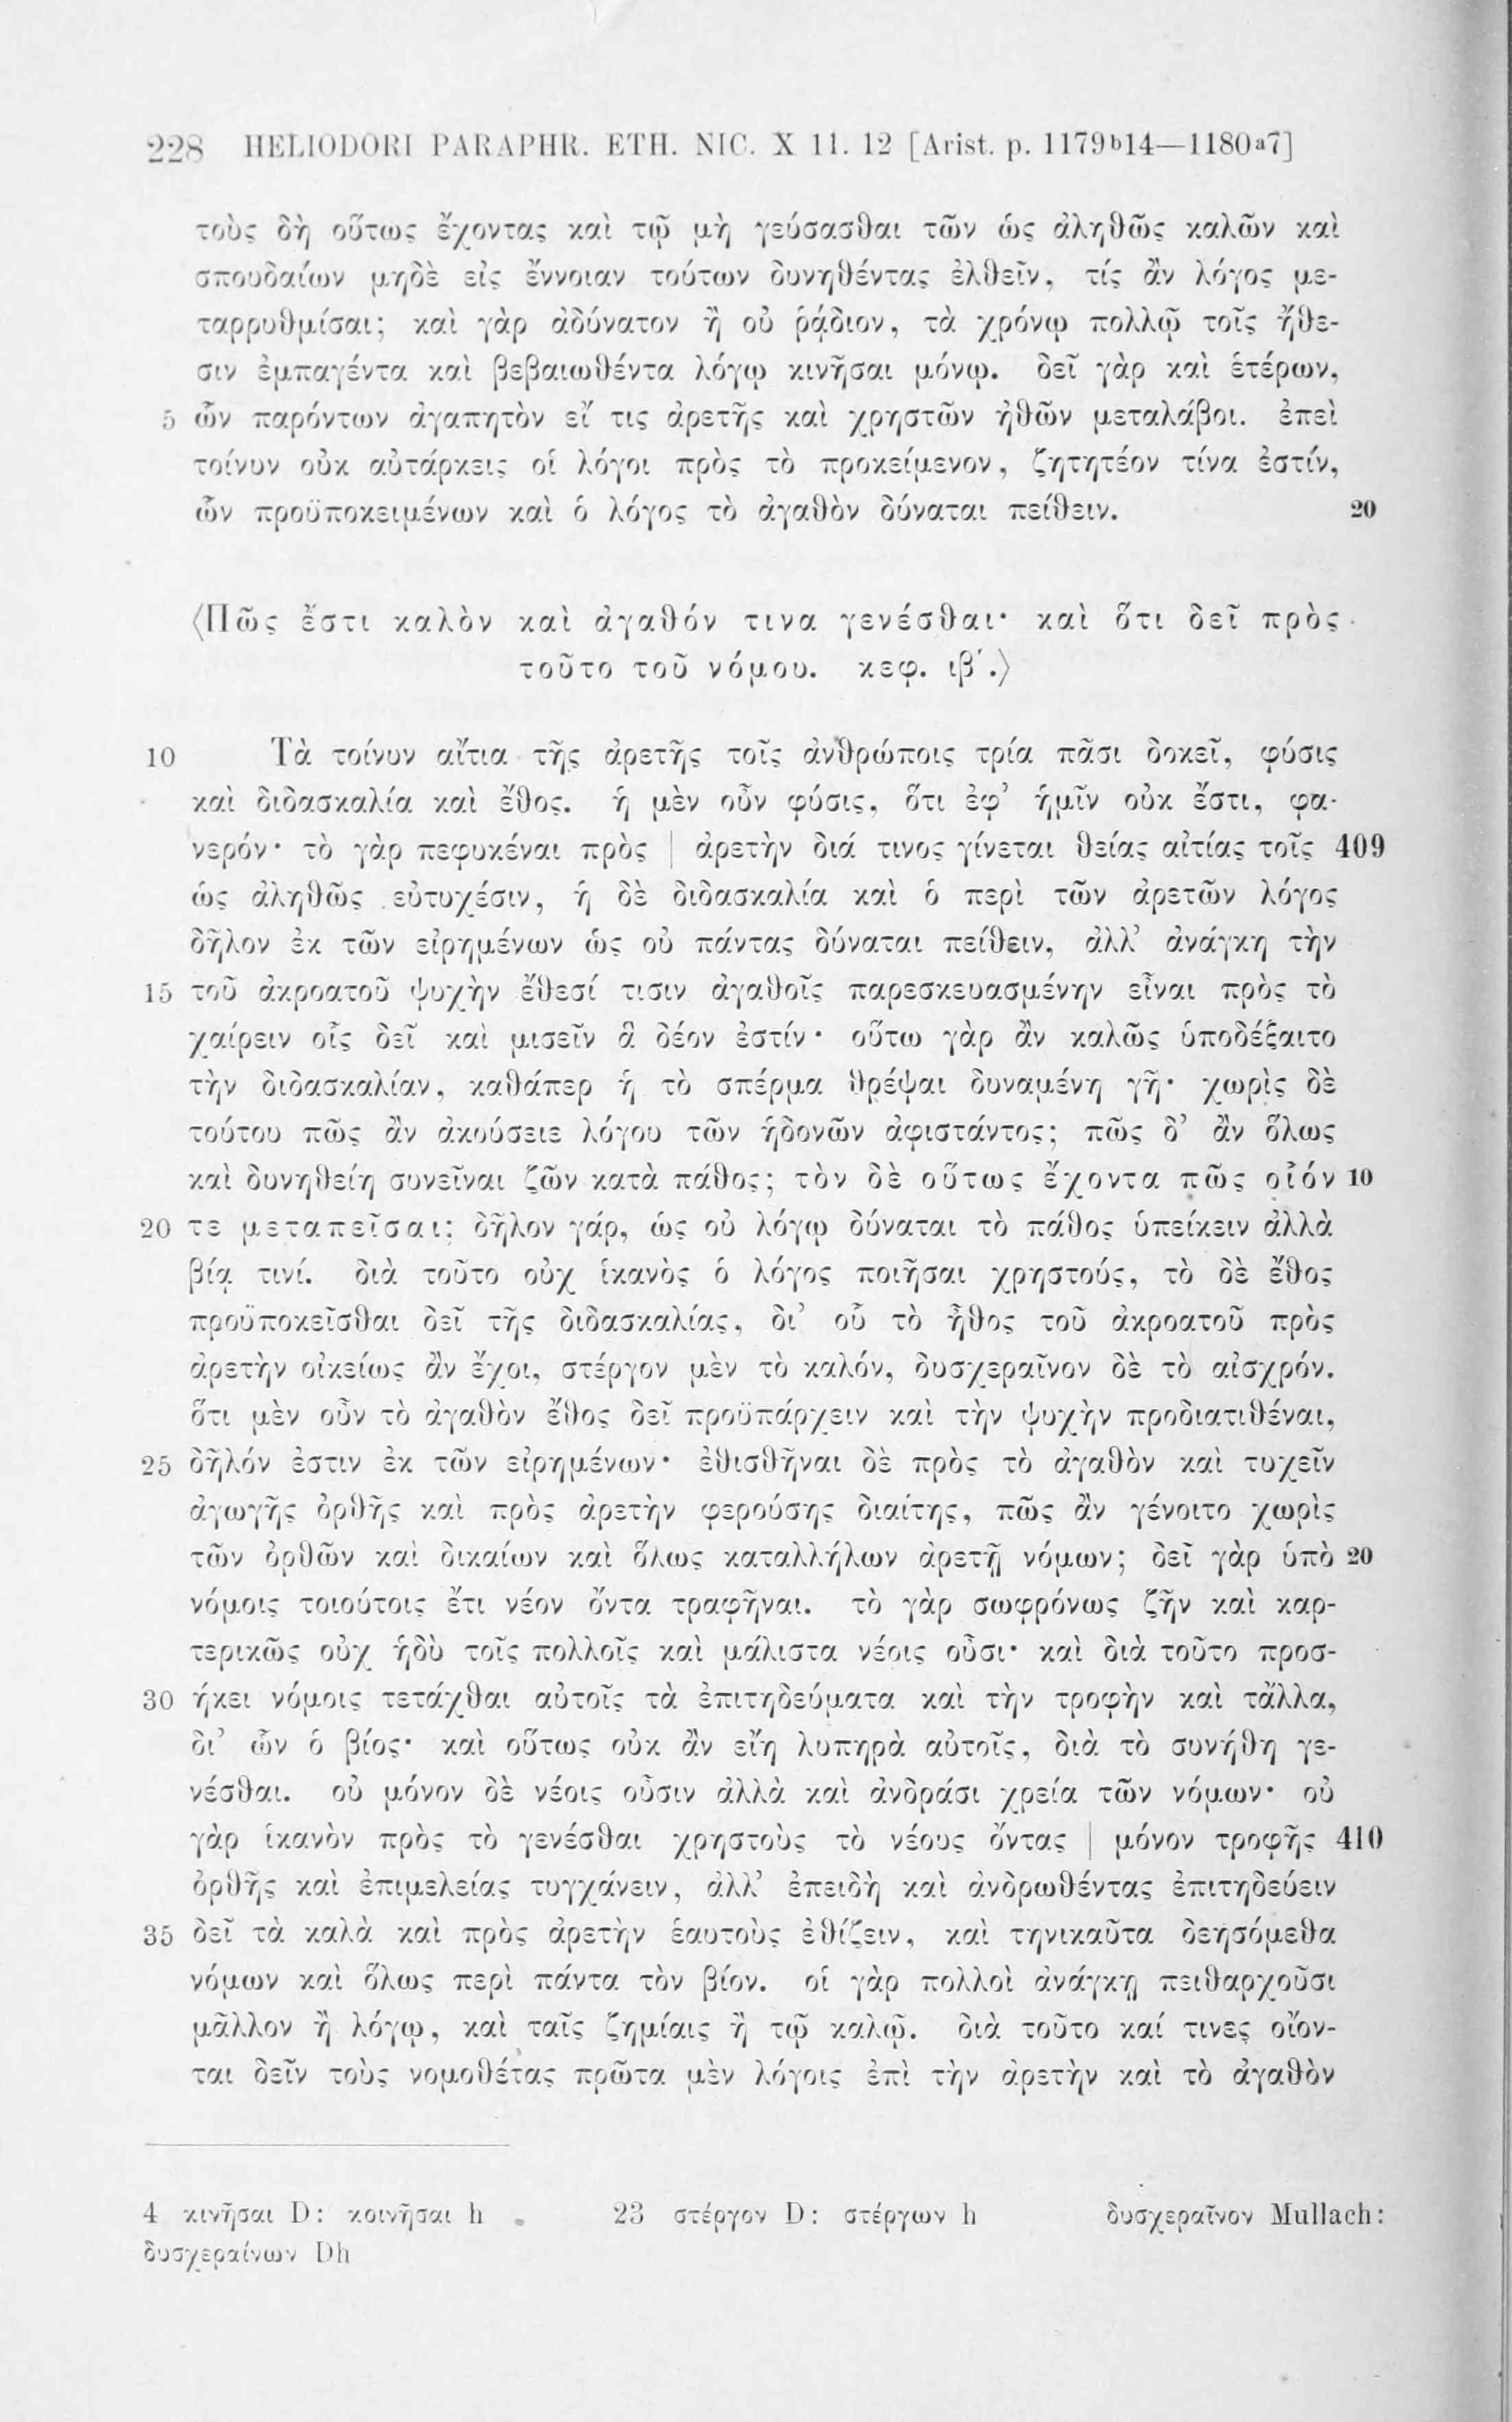 228 HELIODORI PARAPHR. ETH. NIC. X 11. 12 [Arist. p. 1179b14—1180a7]
τοὺς δὴ οὕτως ἔχοντας καὶ τῷ μὴ γεύσασθαι τῶν ὡς ἀληθῶς καλῶν καὶ
σπουδαίων μηδὲ εἰς ἔννοιαν τούτων δυνηθέντας ἐλθεῖν, τίς ἂν λόγος με-
ταρρυθμίσαι; καὶ γὰρ ἀδύνατον ἢ οὐ ῥᾴδιον, τὰ χρόνῳ πολλῷ τοῖς ἤθε-
σιν ἐμπαγέντα καὶ βεβαιωθέντα λόγῳ κινῆσαι μόνῳ. δεῖ γὰρ καὶ ἑτέρων,
5 ὧν παρόντων ἀγαπητὸν εἴ τις ἀρετῆς καὶ χρηστῶν ἠθῶν μεταλάβοι. ἐπεὶ
τοίνυν οὐκ αὐτάρκεις οἱ λόγοι πρὸς τὸ προκείμενον, ζητητέον τίνα ἐστίν,
ὧν προϋποκειμένων καὶ ὁ λόγος τὸ ἀγαθὸν δύναται πείθειν. 20
⟨Πῶς ἔστι καλὸν καὶ ἀγαθόν τινα γενέσθαι· καὶ ὅτι δεῖ πρὸς
τοῦτο τοῦ νόμου. κεφ. ιβʹ.⟩
10 Τὰ τοίνυν αἴτια τῆς ἀρετῆς τοῖς ἀνθρώποις τρία πᾶσι δοκεῖ, φύσις
καὶ διδασκαλία καὶ ἔθος. ἡ μὲν οὖν φύσις, ὅτι ἐφ’ ἡμῖν οὐκ ἔστι, φα-
νερόν· τὸ γὰρ πεφυκέναι πρὸς | ἀρετὴν διά τινος γίνεται θείας αἰτίας τοῖς 409
ὡς ἀληθῶς εὐτυχέσιν, ἡ δὲ διδασκαλία καὶ ὁ περὶ τῶν ἀρετῶν λόγος
δῆλον ἐκ τῶν εἰρημένων ὡς οὐ πάντας δύναται πείθειν, ἀλλ’ ἀνάγκη τὴν
15 τοῦ ἀκροατοῦ ψυχὴν ἔθεσί τισιν ἀγαθοῖς παρεσκευασμένην εἶναι πρὸς τὸ
χαίρειν οἷς δεῖ καὶ μισεῖν ἃ δέον ἐστίν· οὕτω γὰρ ἂν καλῶς ὑποδέξαιτο
τὴν διδασκαλίαν, καθάπερ ἡ τὸ σπέρμα θρέψαι δυναμένη γῆ· χωρὶς δὲ
τούτου πῶς ἂν ἀκούσειε λόγου τῶν ἡδονῶν ἀφιστάντος; πῶς δ’ ἂν ὅλως
καὶ δυνηθείη συνεῖναι ζῶν κατὰ πάθος; τὸν δὲ οὕτως ἔχοντα πῶς οἷόν 10
20 τε μεταπεῖσαι; δῆλον γάρ, ὡς οὐ λόγῳ δύναται τὸ πάθος ὑπείκειν ἀλλὰ
βίᾳ τινί. διὰ τοῦτο οὐχ ἱκανὸς ὁ λόγος ποιῆσαι χρηστούς, τὸ δὲ ἔθος
προϋποκεῖσθαι δεῖ τῆς διδασκαλίας, δι’ οὗ τὸ ἦθος τοῦ ἀκροατοῦ πρὸς
ἀρετὴν οἰκείως ἂν ἔχοι, στέργον μὲν τὸ καλόν, δυσχεραῖνον δὲ τὸ αἰσχρόν.
ὅτι μὲν οὖν τὸ ἀγαθὸν ἔθος δεῖ προϋπάρχειν καὶ τὴν ψυχὴν προδιατιθέναι,
25 δῆλόν ἐστιν ἐκ τῶν εἰρημένων· ἐθισθῆναι δὲ πρὸς τὸ ἀγαθὸν καὶ τυχεῖν
ἀγωγῆς ὀρθῆς καὶ πρὸς ἀρετὴν φερούσης διαίτης, πῶς ἂν γένοιτο χωρὶς
τῶν ὀρθῶν καὶ δικαίων καὶ ὅλως καταλλήλων ἀρετῇ νόμων; δεῖ γὰρ ὑπὸ 20
νόμοις τοιούτοις ἔτι νέον ὄντα τραφῆναι. τὸ γὰρ σωφρόνως ζῆν καὶ καρ-
τερικῶς οὐχ ἡδὺ τοῖς πολλοῖς καὶ μάλιστα νέοις οὖσι· καὶ διὰ τοῦτο προσ-
30 ήκει νόμοις τετάχθαι αὐτοῖς τὰ ἐπιτηδεύματα καὶ τὴν τροφὴν καὶ τἄλλα,
δι’ ὧν ὁ βίος· καὶ οὕτως οὐκ ἂν εἴη λυπηρὰ αὐτοῖς, διὰ τὸ συνήθη γε-
νέσθαι. οὐ μόνον δὲ νέοις οὖσιν ἀλλὰ καὶ ἀνδράσι χρεία τῶν νόμων· οὐ
γὰρ ἱκανὸν πρὸς τὸ γενέσθαι χρηστοὺς τὸ νέους ὄντας | μόνον τροφῆς 410
ὀρθῆς καὶ ἐπιμελείας τυγχάνειν, ἀλλ’ ἐπειδὴ καὶ ἀνδρωθέντας ἐπιτηδεύειν
35 δεῖ τὰ καλὰ καὶ πρὸς ἀρετὴν ἑαυτοὺς ἐθίζειν, καὶ τηνικαῦτα δεησόμεθα
νόμων καὶ ὅλως περὶ πάντα τὸν βίον. οἱ γὰρ πολλοὶ ἀνάγκῃ πειθαρχοῦσι
μᾶλλον ἢ λόγῳ, καὶ ταῖς ζημίαις ἢ τῷ καλῷ. διὰ τοῦτο καί τινες οἴον-
ται δεῖν τοὺς νομοθέτας πρῶτα μὲν λόγοις ἐπὶ τὴν ἀρετὴν καὶ τὸ ἀγαθὸν
4 κινῆσαι D: κοινῆσαι h 23 στέργον D: στέργων h δυσχεραῖνον Mullach:
δυσχεραίνων Dh